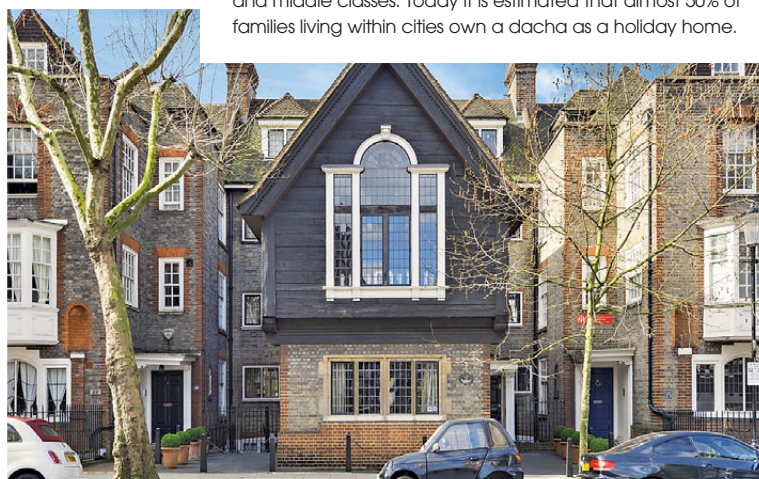 and middle classes. Today it is estimated that almost 50% of
families living within cities own a dacha as a holiday home.